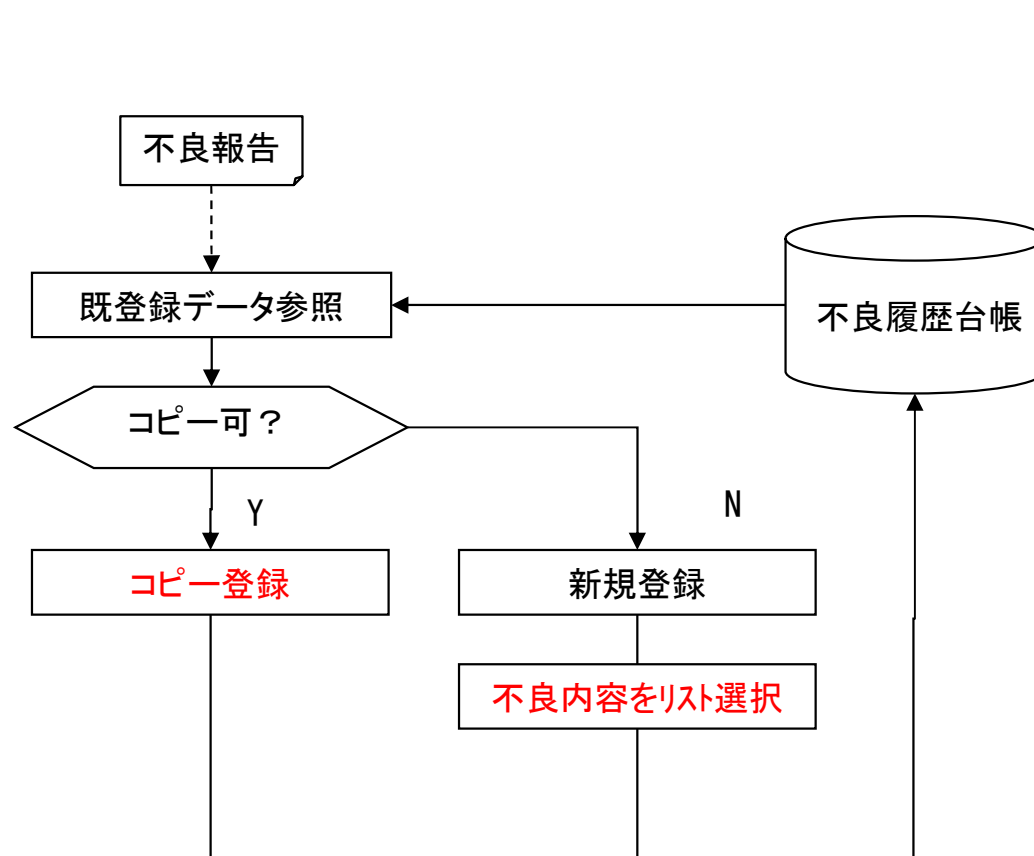 不良報告
既登録データ参照
不良履歴台帳
コピー可？
Y
N
コピー登録
新規登録
不良内容をリスト選択